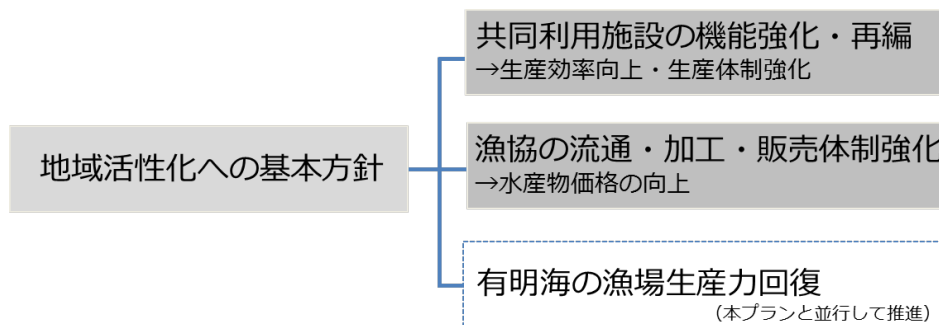 共同利用施設の機能強化・再編
→生産効率向上・生産体制強化
地域活性化への基本方針
漁協の流通・加工・販売体制強化
→水産物価格の向上
有明海の漁場生産力回復
（本プランと並行して推進）